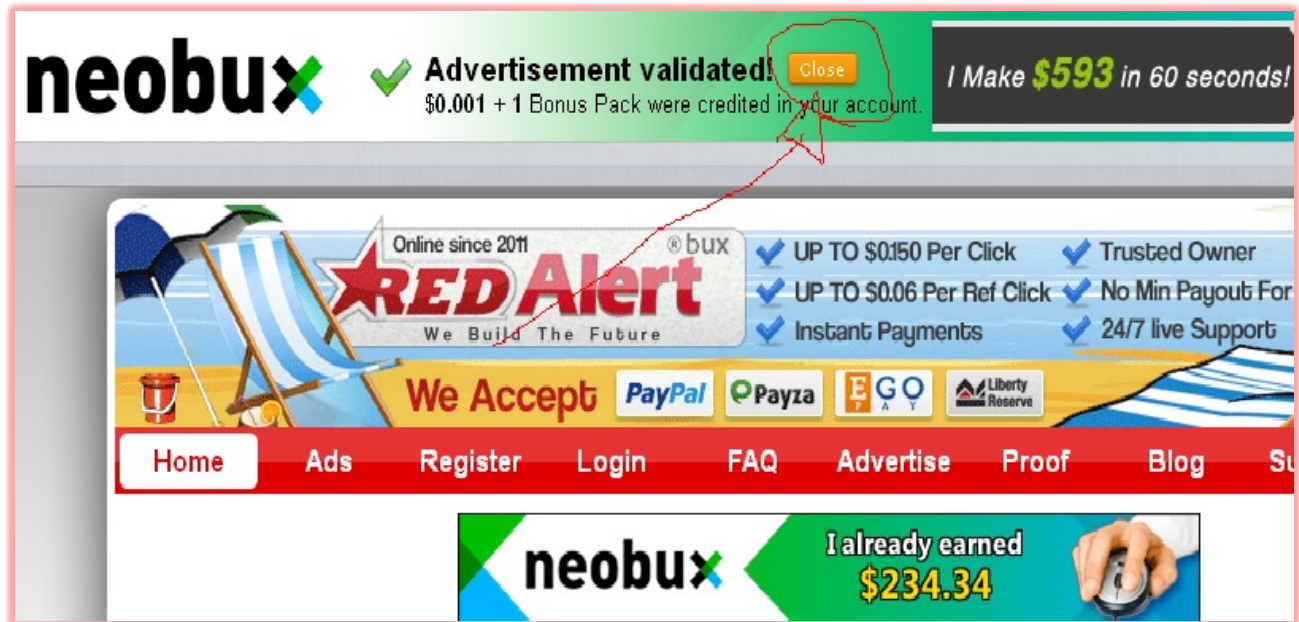 neobux
Advertisement validated! Close
$0.001 + 1 Bonus Pack were credited in your account.
I Make $593 in 60 seconds!
Online since 2011
® bux
RED Alert
We Build The Future
UP TO $0.150 Per Click
Trusted Owner
UP TO $0.06 Per Ref Click
No Min Payout For
Instant Payments
24/7 live Support
We Accept PayPal Payza EGO PAY Liberty Reserve
Home Ads Register Login FAQ Advertise Proof Blog Su
neobux
I already earned
$234.34